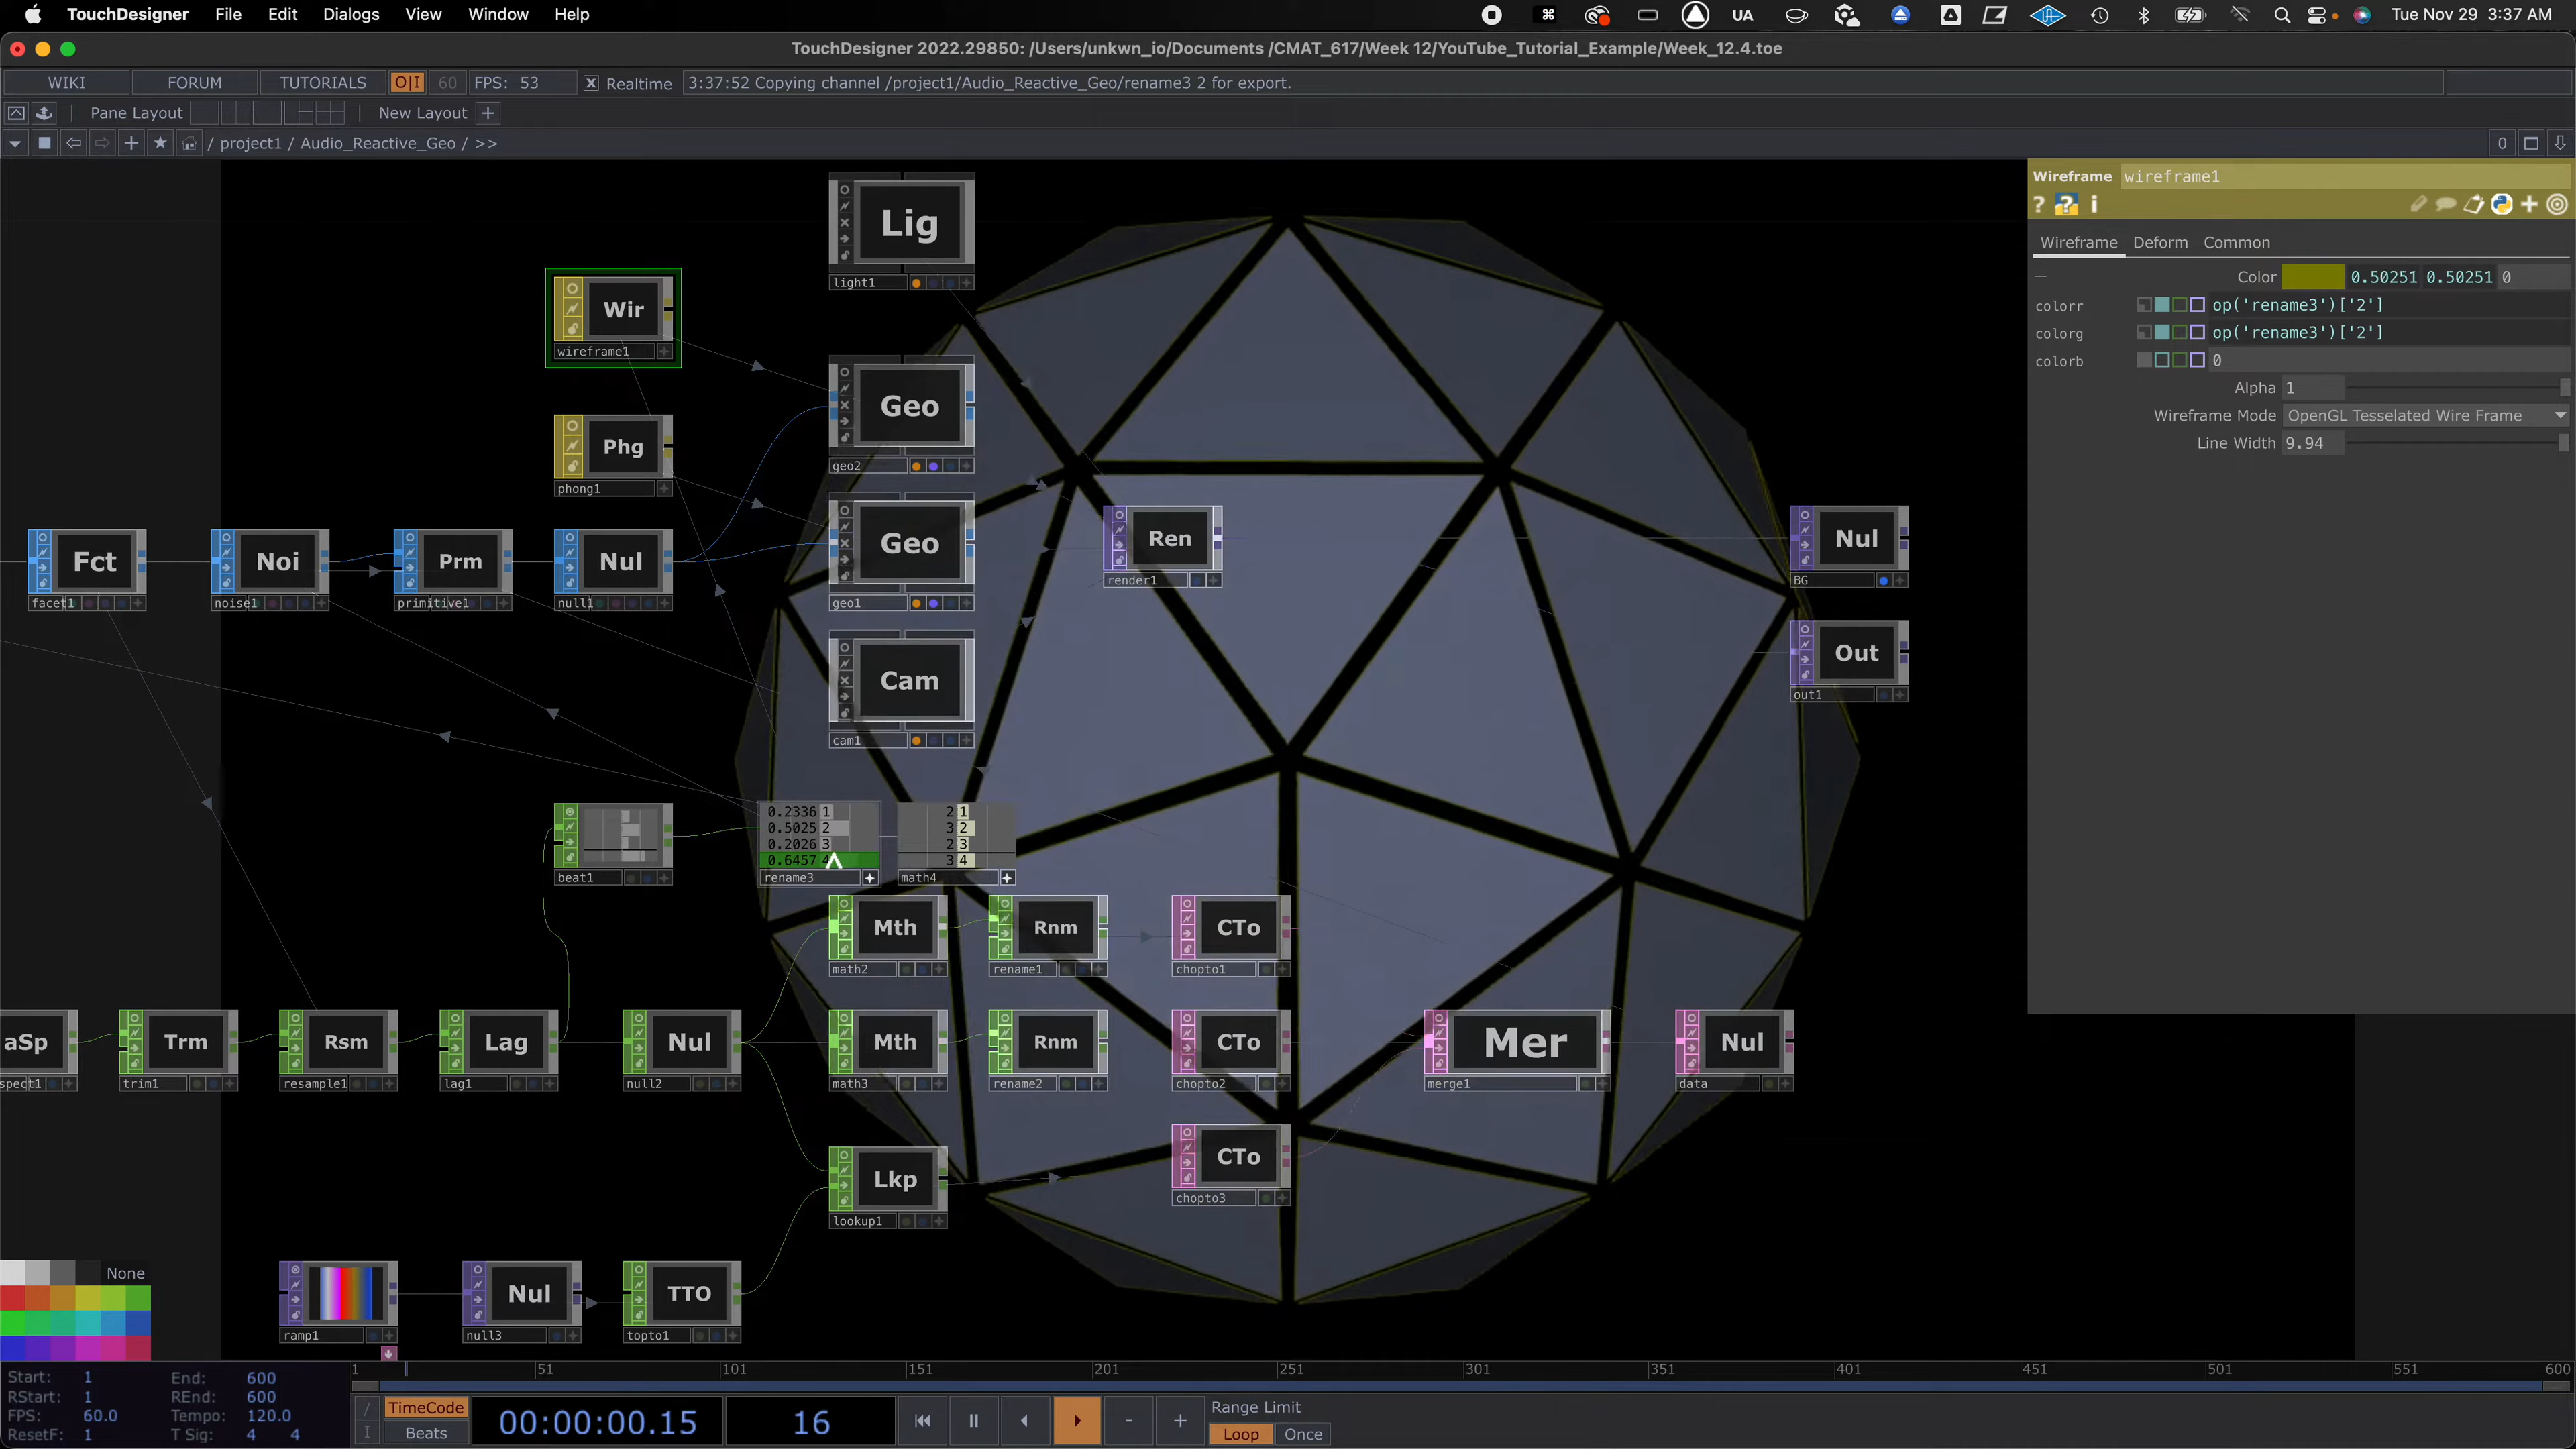 TouchDesigner File Edit Dialogs View Window Help
UA
Tue Nov 29 3:37 AM
TouchDesigner 2022.29850: /Users/unkwn_io/Documents /CMAT_617/Week 12/YouTube_Tutorial_Example/Week_12.4.toe
WIKI FORUM TUTORIALS O|I 60 FPS: 53 Realtime 3:37:52 Copying channel /project1/Audio_Reactive_Geo/rename3 2 for export.
Pane Layout New Layout +
/ project1 / Audio_Reactive_Geo / >> 0
Wireframe wireframe1
Wireframe Deform Common
Color 0.50251 0.50251 0
colorr op('rename3')['2']
colorg op('rename3')['2']
colorb 0
Alpha 1
Wireframe Mode OpenGL Tesselated Wire Frame
Line Width 9.94
Lig
light1
Wir
wireframe1
Geo
geo2
Phg
phong1
Geo
geo1
Ren
render1
Nul
BG
Fct
facet1
Noi
noise1
Prm
primitive1
Nul
null1
Out
out1
Cam
cam1
beat1
0.2336 1
0.5025 2
0.2026 3
0.6457 4
rename3
2 1
3 2
2 3
3 4
math4
Mth
math2
Rnm
rename1
CTo
chopto1
aSp
spect1
Trm
trim1
Rsm
resample1
Lag
lag1
Nul
null2
Mth
math3
Rnm
rename2
CTo
chopto2
Mer
merge1
Nul
data
Lkp
lookup1
CTo
chopto3
ramp1
Nul
null3
TTO
topto1
None
1 51 101 151 201 251 301 351 401 451 501 551 600
Start: 1 End: 600
RStart: 1 REnd: 600
FPS: 60.0 Tempo: 120.0
ResetF: 1 T Sig: 4 4
TimeCode
Beats
00:00:00.15
16
Range Limit
Loop Once